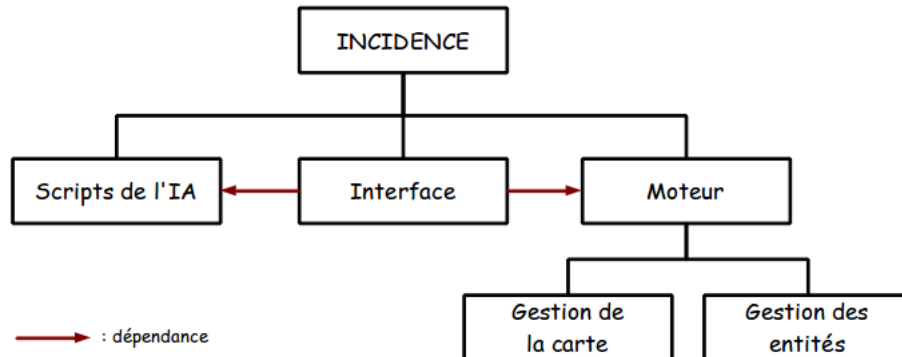 INCIDENCE
Scripts de l'IA
Interface
Moteur
Gestion de
la carte
Gestion des
entités
: dépendance